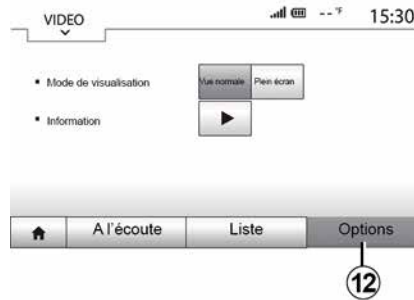 VIDEO -- °F 15:30
Mode de visualisation Vue normale Plein écran
Information
A l'écoute Liste Options
12